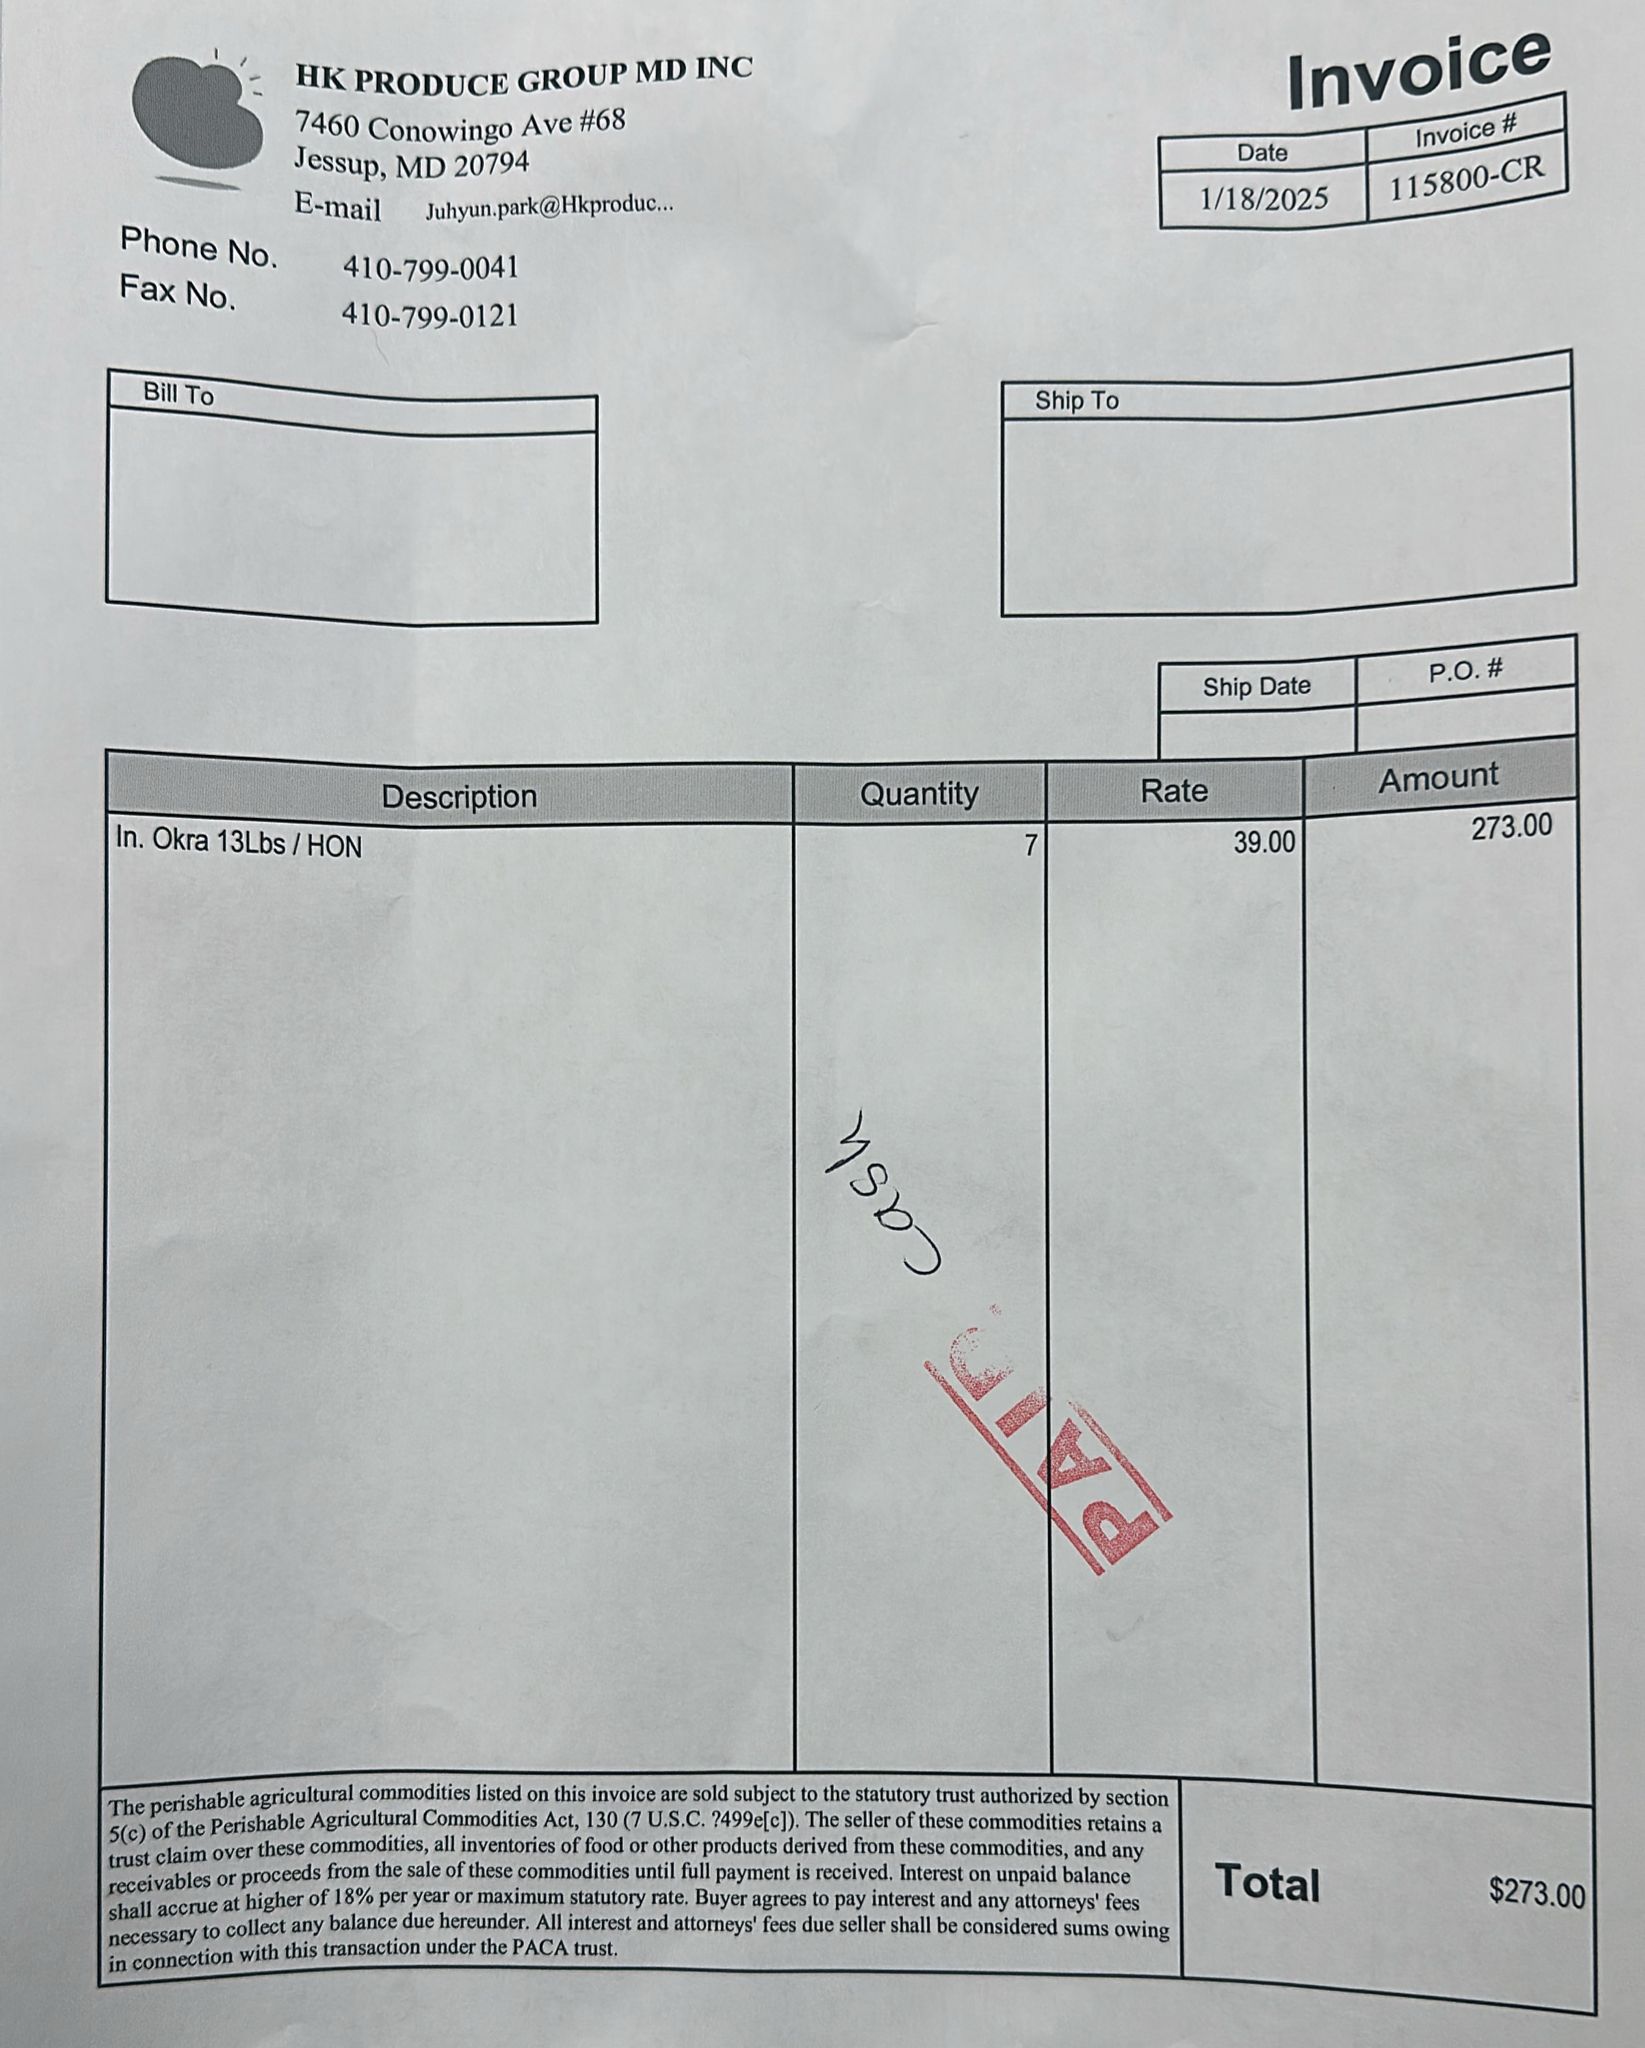 HK PRODUCE GROUP MD INC
7460 Conowingo Ave #68
Jessup, MD 20794
E-mail Juhyun.park@Hkproduc...
Phone No. 410-799-0041
Fax No. 410-799-0121
Invoice
Date Invoice #
1/18/2025 115800-CR
Bill To
Ship To
Ship Date P.O. #
Description Quantity Rate Amount
In. Okra 13Lbs / HON 7 39.00 273.00
Cash
PAID
The perishable agricultural commodities listed on this invoice are sold subject to the statutory trust authorized by section
5(c) of the Perishable Agricultural Commodities Act, 130 (7 U.S.C. ?499e[c]). The seller of these commodities retains a
trust claim over these commodities, all inventories of food or other products derived from these commodities, and any
receivables or proceeds from the sale of these commodities until full payment is received. Interest on unpaid balance
shall accrue at higher of 18% per year or maximum statutory rate. Buyer agrees to pay interest and any attorneys' fees
necessary to collect any balance due hereunder. All interest and attorneys' fees due seller shall be considered sums owing
in connection with this transaction under the PACA trust.
Total $273.00